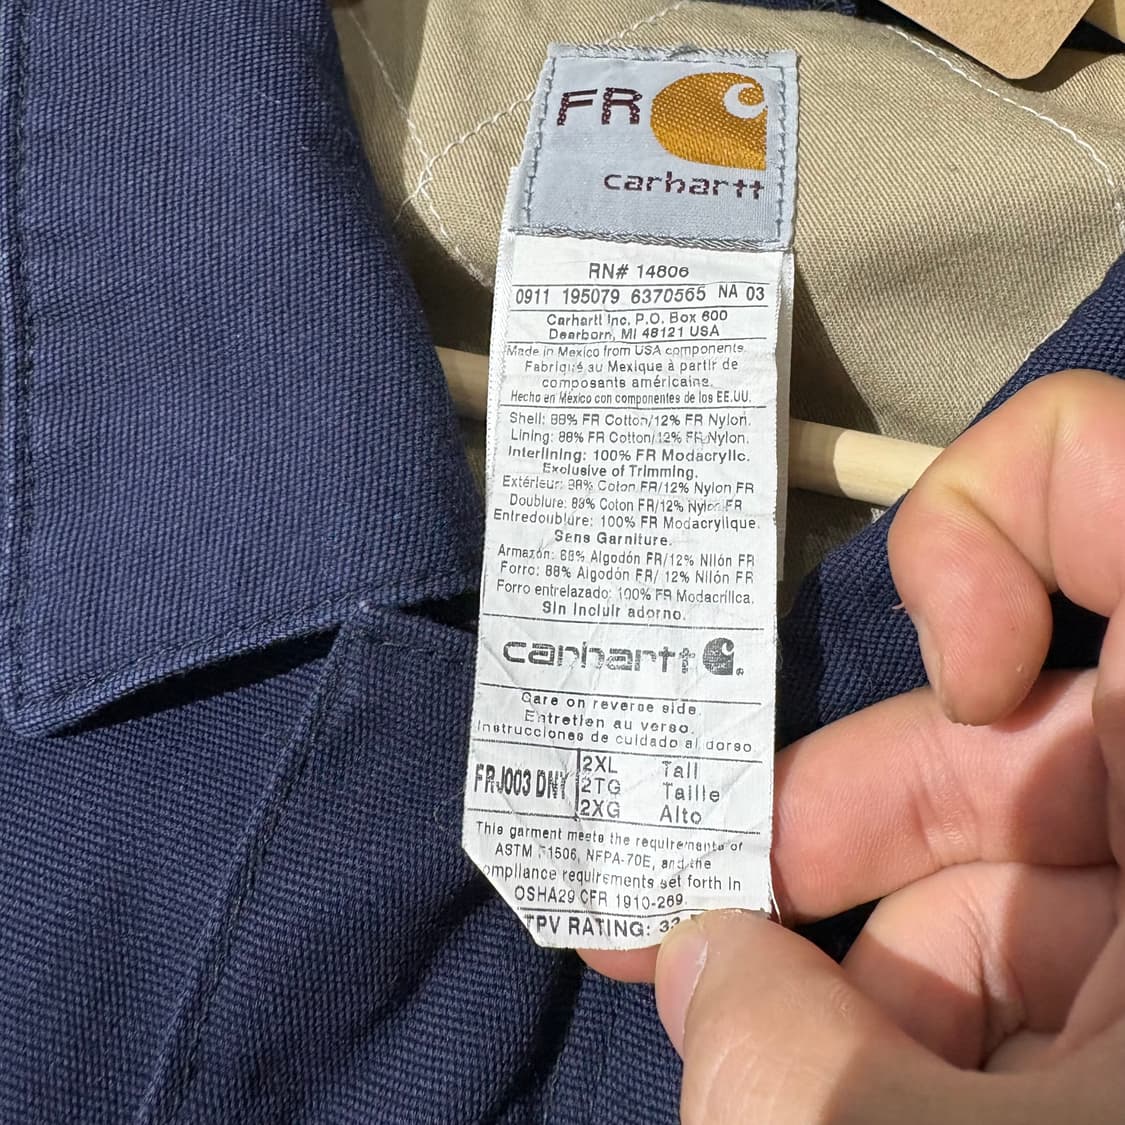 FR
carhartt
RN# 14806
0911 195079 6370565 NA 03
Carhartt Inc. P.O. Box 600
Dearborn, MI 48121 USA
Made in Mexico from USA components.
Fabriqué au Mexique à partir de
composants américains.
Hecho en México con componentes de los EE.UU.
Shell: 88% FR Cotton/12% FR Nylon.
Lining: 88% FR Cotton/12% FR Nylon.
Interlining: 100% FR Modacrylic.
Exclusive of Trimming.
Extérieur: 88% Coton FR/12% Nylon FR
Doublure: 88% Coton FR/12% Nylon FR
Entredoublure: 100% FR Modacrylique.
Sans Garniture.
Armazón: 88% Algodón FR/12% Nilón FR
Forro: 88% Algodón FR/ 12% Nilón FR
Forro entrelazado: 100% FR Modacrílica.
Sin incluir adorno.
carhartt
Care on reverse side.
Entretien au verso.
Instrucciones de cuidado al dorso
FRJ003 DNY
2XL Tall
2TG Taille
2XG Alto
This garment meets the requirements of
ASTM F1506, NFPA-70E, and the
ompliance requirements set forth in
OSHA29 CFR 1910-269.
TPV RATING: 33